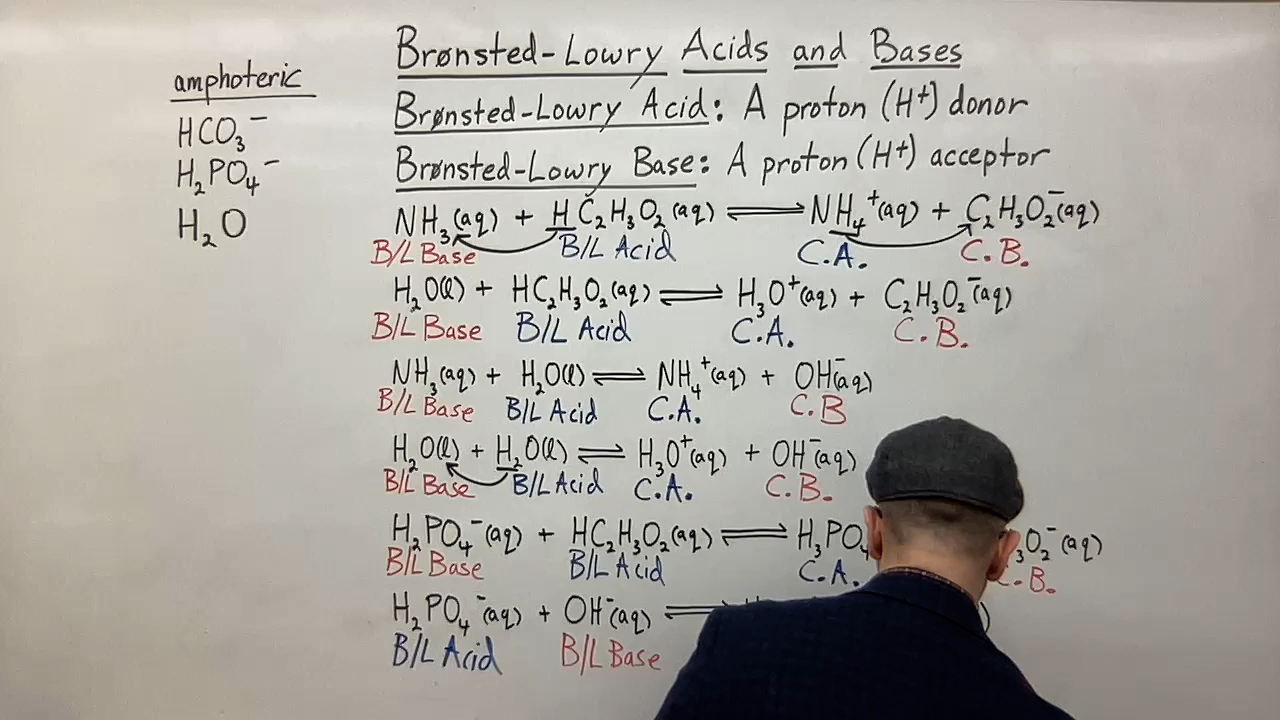 amphoteric
HCO₃⁻
H₂PO₄⁻
H₂O
Brønsted-Lowry Acids and Bases
Brønsted-Lowry Acid: A proton (H⁺) donor
Brønsted-Lowry Base: A proton (H⁺) acceptor
NH₃(aq) + HC₂H₃O₂(aq) ⇌ NH₄⁺(aq) + C₂H₃O₂⁻(aq)
B/L Base B/L Acid C.A. C.B.
H₂O(l) + HC₂H₃O₂(aq) ⇌ H₃O⁺(aq) + C₂H₃O₂⁻(aq)
B/L Base B/L Acid C.A. C.B.
NH₃(aq) + H₂O(l) ⇌ NH₄⁺(aq) + OH⁻(aq)
B/L Base B/L Acid C.A. C.B
H₂O(l) + H₂O(l) ⇌ H₃O⁺(aq) + OH⁻(aq)
B/L Base B/L Acid C.A. C.B.
H₂PO₄⁻(aq) + HC₂H₃O₂(aq) ⇌ H₃PO₄ ₃O₂⁻(aq)
B/L Base B/L Acid C.A. C.B.
H₂PO₄⁻(aq) + OH⁻(aq) ⇌
B/L Acid B/L Base